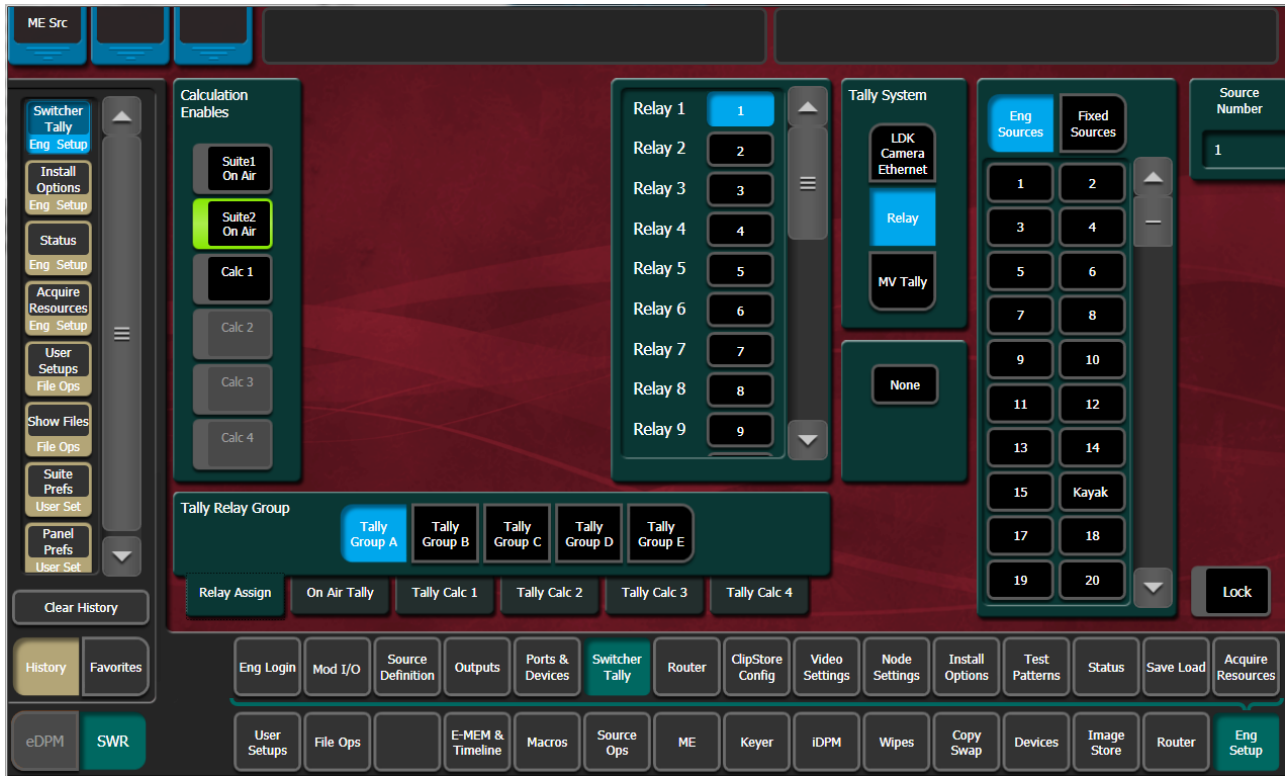 ME Src
Switcher
Tally
Eng Setup
Install
Options
Eng Setup
Status
Eng Setup
Acquire
Resources
Eng Setup
User
Setups
File Ops
Show Files
File Ops
Suite
Prefs
User Set
Panel
Prefs
User Set
Clear History
History
Favorites
eDPM
SWR
Calculation
Enables
Suite1
On Air
Suite2
On Air
Calc 1
Calc 2
Calc 3
Calc 4
Relay 1 1
Relay 2 2
Relay 3 3
Relay 4 4
Relay 5 5
Relay 6 6
Relay 7 7
Relay 8 8
Relay 9 9
Tally System
LDK
Camera
Ethernet
Relay
MV Tally
None
Eng
Sources
Fixed
Sources
1 2
3 4
5 6
7 8
9 10
11 12
13 14
15 Kayak
17 18
19 20
Source
Number
1
Lock
Tally Relay Group
Tally
Group A
Tally
Group B
Tally
Group C
Tally
Group D
Tally
Group E
Relay Assign
On Air Tally
Tally Calc 1
Tally Calc 2
Tally Calc 3
Tally Calc 4
Eng Login
Mod I/O
Source
Definition
Outputs
Ports &
Devices
Switcher
Tally
Router
ClipStore
Config
Video
Settings
Node
Settings
Install
Options
Test
Patterns
Status
Save Load
Acquire
Resources
User
Setups
File Ops
E-MEM &
Timeline
Macros
Source
Ops
ME
Keyer
iDPM
Wipes
Copy
Swap
Devices
Image
Store
Router
Eng
Setup